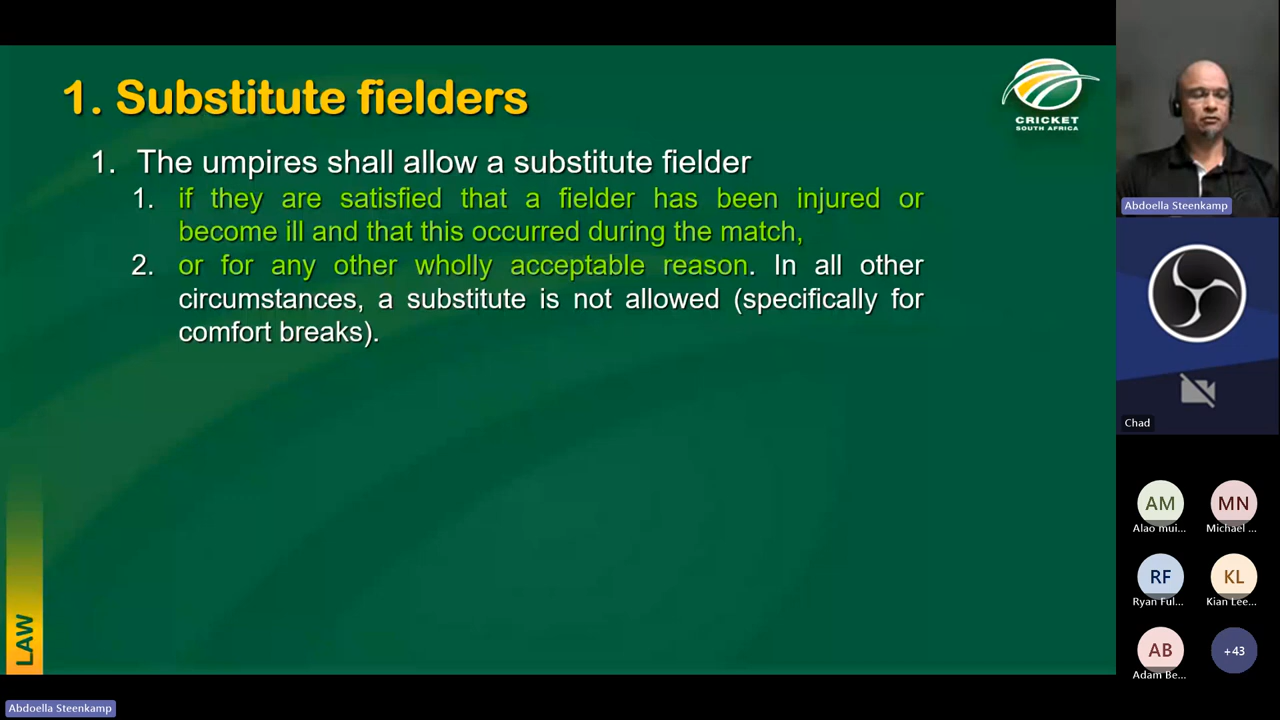 1. Substitute fielders
CRICKET
SOUTH AFRICA
1. The umpires shall allow a substitute fielder
1. if they are satisfied that a fielder has been injured or
become ill and that this occurred during the match,
2. or for any other wholly acceptable reason. In all other
circumstances, a substitute is not allowed (specifically for
comfort breaks).
LAW
Abdoella Steenkamp
Abdoella Steenkamp
Chad
AM
MN
Alao mui...
Michael ...
RF
KL
Ryan Ful...
Kian Lee...
AB
+43
Adam Be...